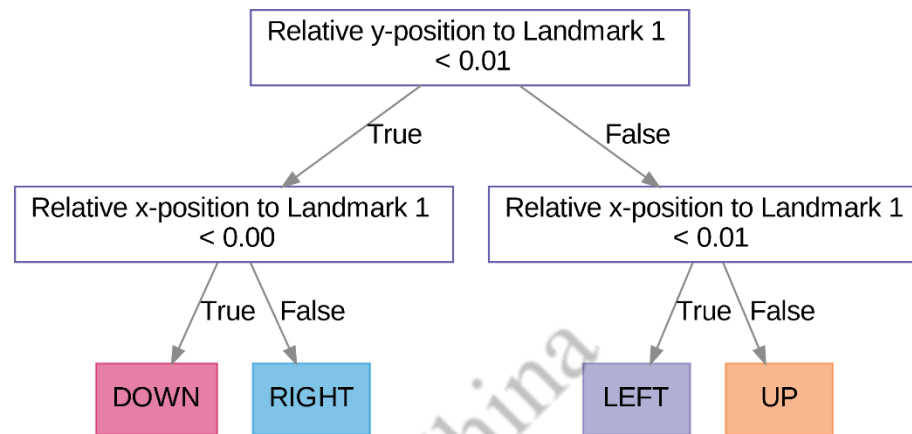 Relative y-position to Landmark 1
< 0.01
True
False
Relative x-position to Landmark 1
< 0.00
Relative x-position to Landmark 1
< 0.01
True
False
True
False
DOWN
RIGHT
LEFT
UP